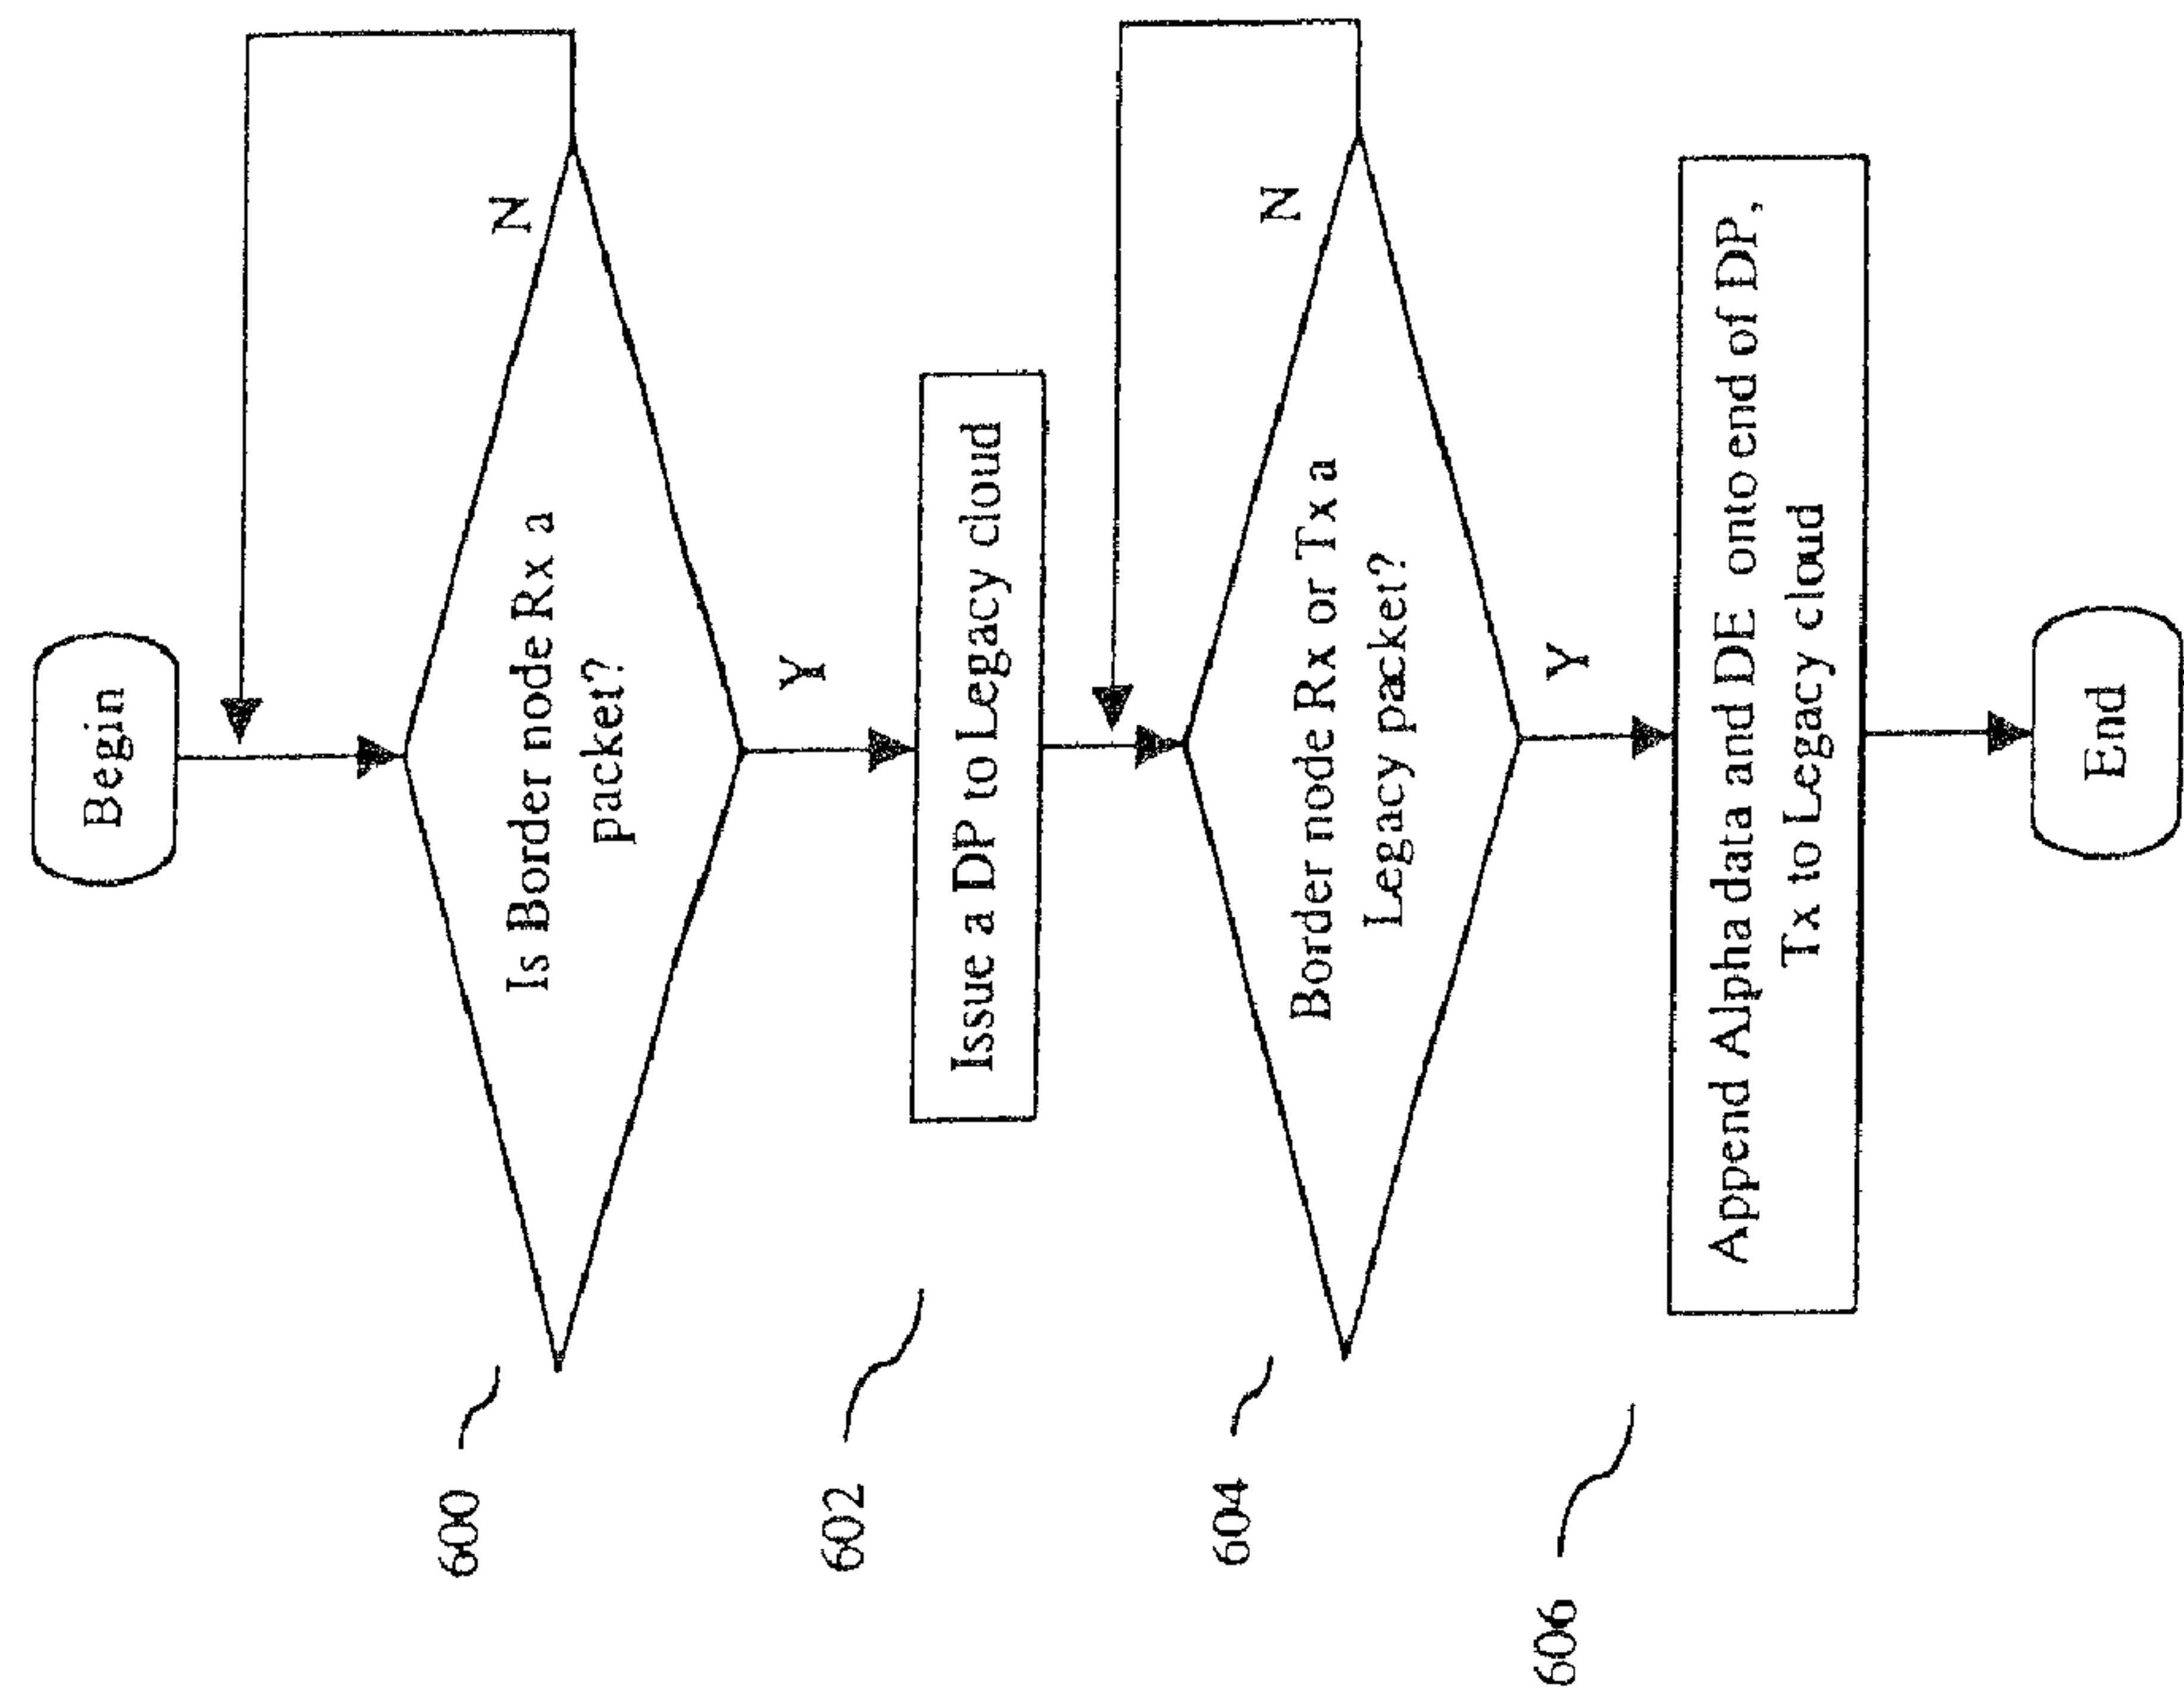 Begin
600
Is Border node Rx a
packet?
N
Y
602
Issue a DP to Legacy cloud
604
Border node Rx or Tx a
Legacy packet?
N
Y
606
Append Alpha data and DE onto end of DP,
Tx to Legacy cloud
End